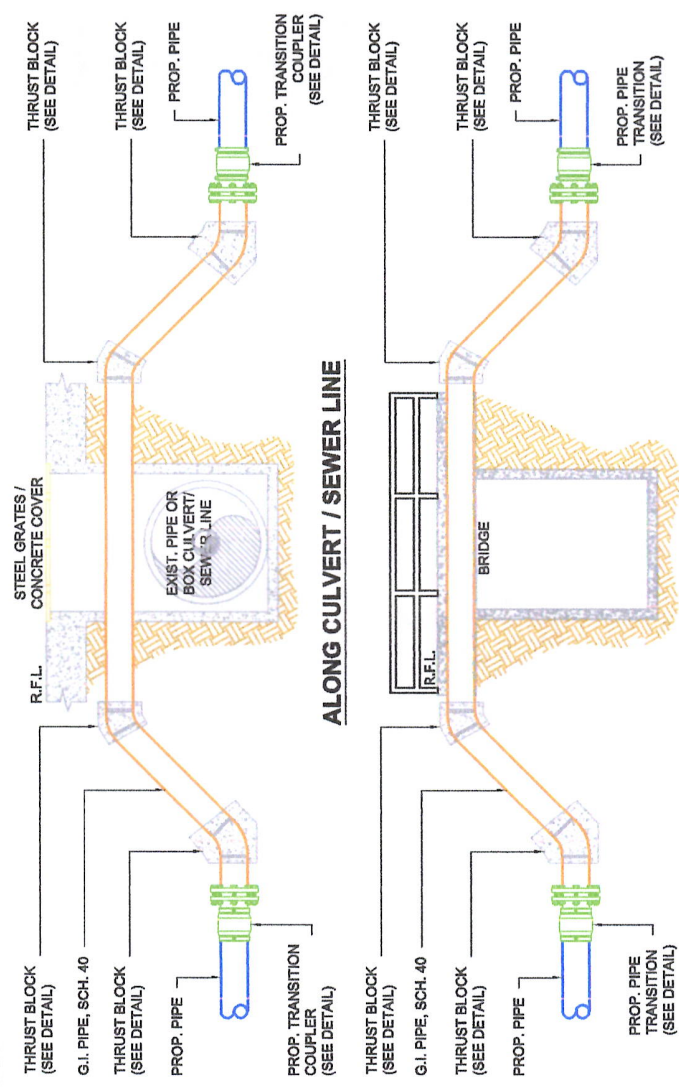 STEEL GRATES /
CONCRETE COVER
R.F.L.
THRUST BLOCK
(SEE DETAIL)
G.I. PIPE, SCH. 40
THRUST BLOCK
(SEE DETAIL)
PROP. PIPE
PROP. TRANSITION
COUPLER
(SEE DETAIL)
EXIST. PIPE OR
BOX CULVERT/
SEWER LINE
THRUST BLOCK
(SEE DETAIL)
THRUST BLOCK
(SEE DETAIL)
PROP. PIPE
PROP. TRANSITION
COUPLER
(SEE DETAIL)
ALONG CULVERT / SEWER LINE
R.F.L.
BRIDGE
THRUST BLOCK
(SEE DETAIL)
G.I. PIPE, SCH. 40
THRUST BLOCK
(SEE DETAIL)
PROP. PIPE
PROP. PIPE
TRANSITION
(SEE DETAIL)
THRUST BLOCK
(SEE DETAIL)
THRUST BLOCK
(SEE DETAIL)
PROP. PIPE
PROP. PIPE
TRANSITION
(SEE DETAIL)